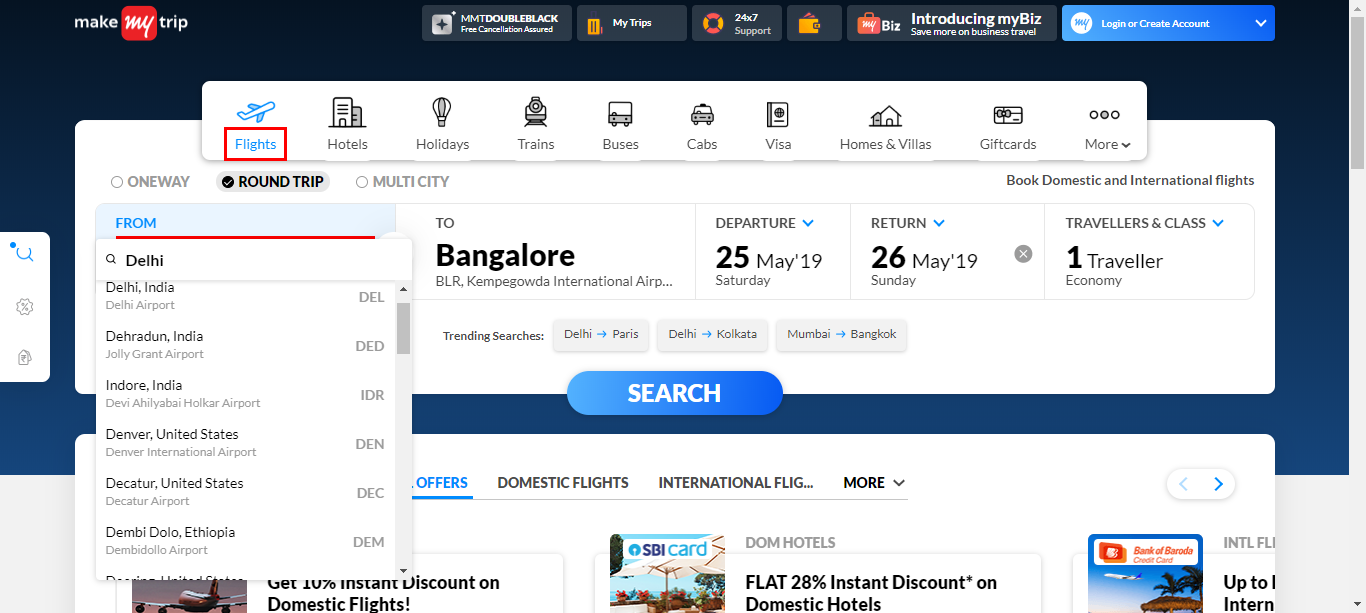 make my trip
MMTDOUBLEBLACK
Free Cancellation Assured
My Trips
24x7
Support
my Biz
Introducing myBiz
Save more on business travel
my
Login or Create Account
Flights
Hotels
Holidays
Trains
Buses
Cabs
Visa
Homes & Villas
Giftcards
More
ONEWAY
ROUND TRIP
MULTI CITY
Book Domestic and International flights
FROM
TO
DEPARTURE
RETURN
TRAVELLERS & CLASS
Delhi
Bangalore
25 May'19
26 May'19
1 Traveller
BLR, Kempegowda International Airp...
Saturday
Sunday
Economy
Delhi, India
Delhi Airport
DEL
Dehradun, India
Jolly Grant Airport
DED
Indore, India
Devi Ahilyabai Holkar Airport
IDR
Denver, United States
Denver International Airport
DEN
Decatur, United States
Decatur Airport
DEC
Dembi Dolo, Ethiopia
Dembidollo Airport
DEM
Trending Searches:
Delhi → Paris
Delhi → Kolkata
Mumbai → Bangkok
SEARCH
OFFERS
DOMESTIC FLIGHTS
INTERNATIONAL FLIG...
MORE
Get 10% Instant Discount on
Domestic Flights!
SBI card
DOM HOTELS
FLAT 28% Instant Discount* on
Domestic Hotels
Bank of Baroda
Credit Card
INTL FLI
Up to
Intern